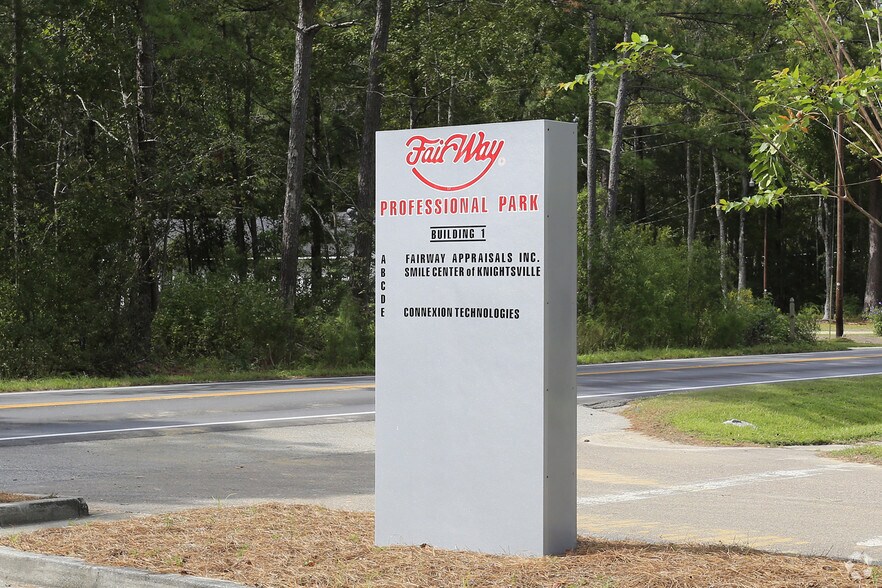 FairWay
PROFESSIONAL PARK
BUILDING 1
A FAIRWAY APPRAISALS INC.
B SMILE CENTER of KNIGHTSVILLE
C
D
E CONNEXION TECHNOLOGIES